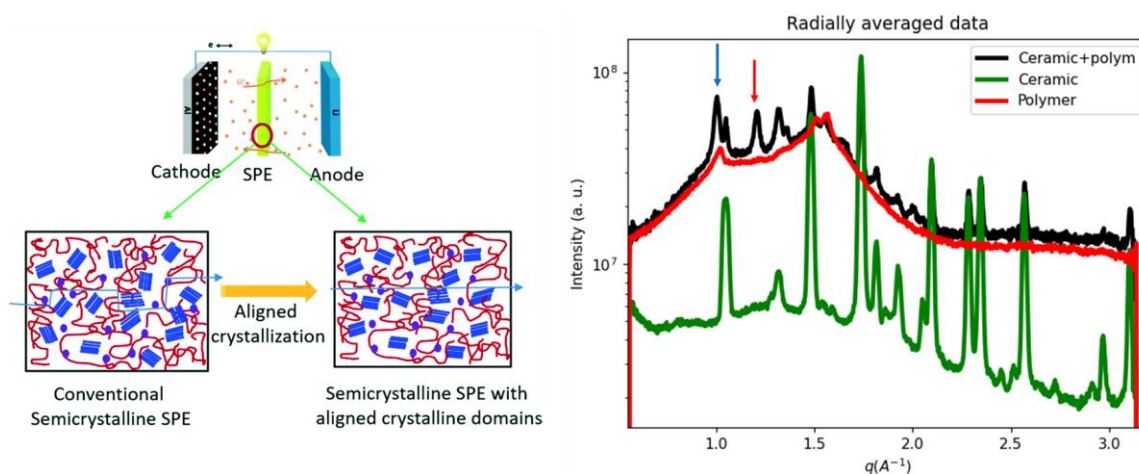 e ↔
Li⁺
Al
Li
Cathode
SPE
Anode
Aligned
crystallization
Conventional
Semicrystalline SPE
Semicrystalline SPE with
aligned crystalline domains
Radially averaged data
Ceramic+polym
Ceramic
Polymer
Intensity (a. u.)
10⁸
10⁷
1.0
1.5
2.0
2.5
3.0
q(A⁻¹)